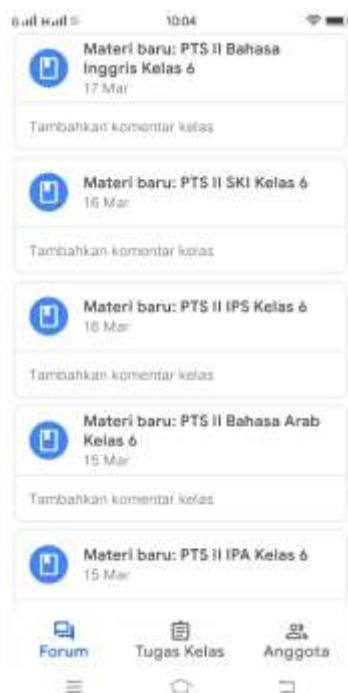 10:04
Materi baru: PTS II Bahasa
Inggris Kelas 6
17 Mar
Tambahkan komentar kelas
Materi baru: PTS II SKI Kelas 6
16 Mar
Tambahkan komentar kelas
Materi baru: PTS II IPS Kelas 6
16 Mar
Tambahkan komentar kelas
Materi baru: PTS II Bahasa Arab
Kelas 6
15 Mar
Tambahkan komentar kelas
Materi baru: PTS II IPA Kelas 6
15 Mar
Forum Tugas Kelas Anggota